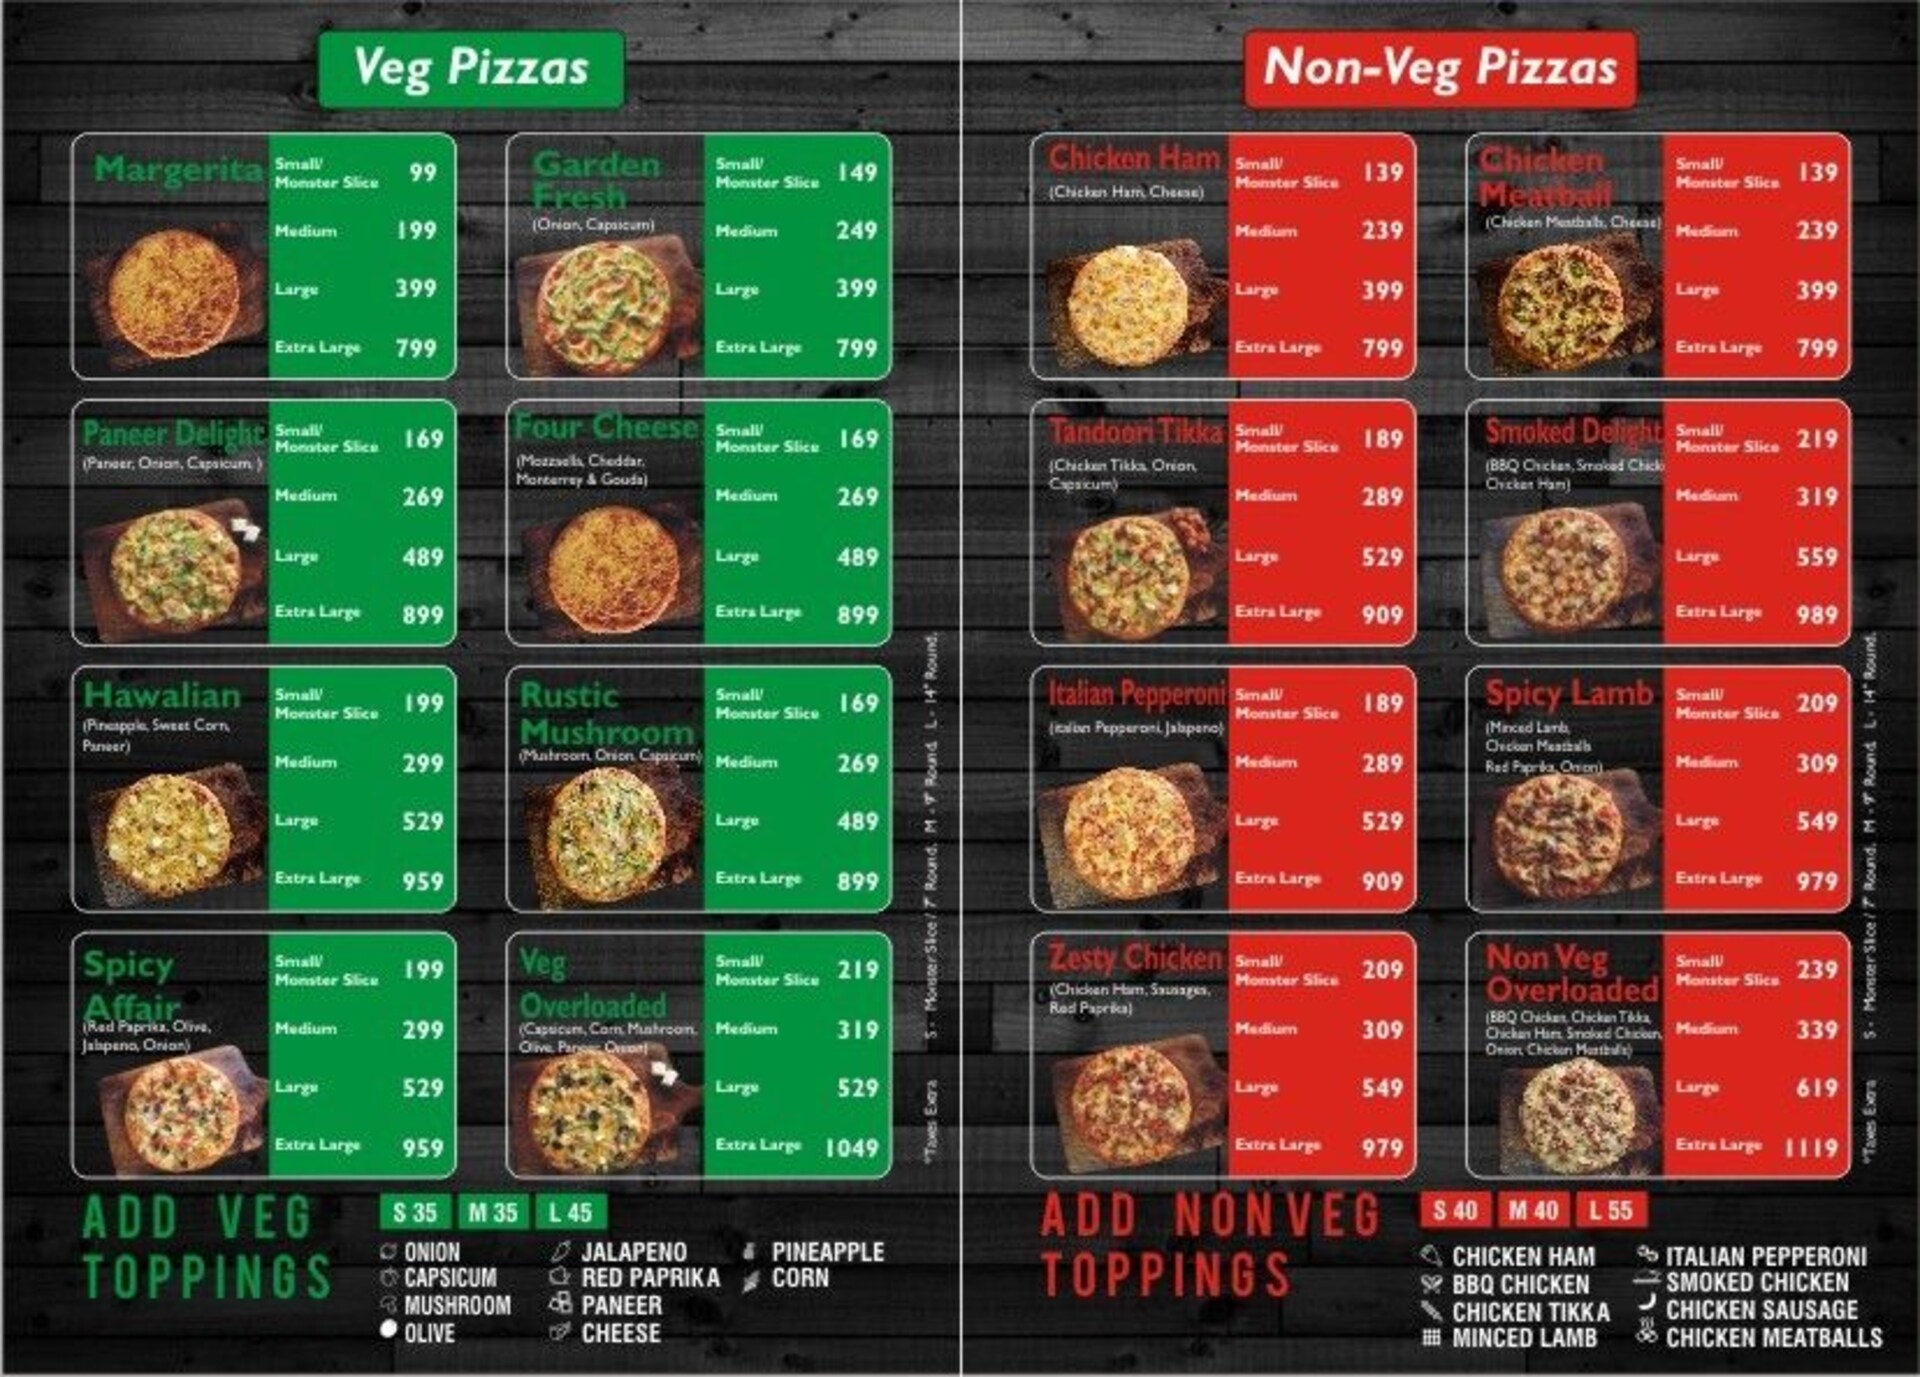 Veg Pizzas
Margerita
Small/
Monster Slice 99
Medium 199
Large 399
Extra Large 799
Garden
Fresh
(Onion, Capsicum)
Small/
Monster Slice 149
Medium 249
Large 399
Extra Large 799
Paneer Delight
(Paneer, Onion, Capsicum, )
Small/
Monster Slice 169
Medium 269
Large 489
Extra Large 899
Four Cheese
(Mozzsella, Cheddar,
Monterrey & Gouda)
Small/
Monster Slice 169
Medium 269
Large 489
Extra Large 899
Hawalian
(Pineapple, Sweet Corn,
Paneer)
Small/
Monster Slice 199
Medium 299
Large 529
Extra Large 959
Rustic
Mushroom
(Mushroom, Onion, Capsicum)
Small/
Monster Slice 169
Medium 269
Large 489
Extra Large 899
Spicy
Affair
(Red Paprika, Olive,
Jalapeno, Onion)
Small/
Monster Slice 199
Medium 299
Large 529
Extra Large 959
Veg
Overloaded
(Capsicum, Corn, Mushroom,
Olive, Paneer, Onion)
Small/
Monster Slice 219
Medium 319
Large 529
Extra Large 1049
*Taxes Extra S - Monster Slice / 7" Round, M - 9" Round L - 14" Round,
ADD VEG
TOPPINGS
S 35 M 35 L 45
ONION
CAPSICUM
MUSHROOM
OLIVE
JALAPENO
RED PAPRIKA
PANEER
CHEESE
PINEAPPLE
CORN
Non-Veg Pizzas
Chicken Ham
(Chicken Ham, Cheese)
Small/
Monster Slice 139
Medium 239
Large 399
Extra Large 799
Chicken
Meatball
(Chicken Meatballs, Cheese)
Small/
Monster Slice 139
Medium 239
Large 399
Extra Large 799
Tandoori Tikka
(Chicken Tikka, Onion,
Capsicum)
Small/
Monster Slice 189
Medium 289
Large 529
Extra Large 909
Smoked Delight
(BBQ Chicken, Smoked Chick
Chicken Ham)
Small/
Monster Slice 219
Medium 319
Large 559
Extra Large 989
Italian Pepperoni
(italian Pepperoni, Jalapeno)
Small/
Monster Slice 189
Medium 289
Large 529
Extra Large 909
Spicy Lamb
(Minced Lamb,
Chicken Meatballs
Red Paprika, Onion)
Small/
Monster Slice 209
Medium 309
Large 549
Extra Large 979
Zesty Chicken
(Chicken Ham, Sausages,
Red Paprika)
Small/
Monster Slice 209
Medium 309
Large 549
Extra Large 979
Non Veg
Overloaded
(BBQ Chicken, Chicken Tikka,
Chicken Ham, Smoked Chicken,
Onion, Chicken Meatballs)
Small/
Monster Slice 239
Medium 339
Large 619
Extra Large 1119
*Taxes Extra S - Monster Slice / 7" Round, M - 9" Round L - 14" Round,
ADD NONVEG
TOPPINGS
S 40 M 40 L 55
CHICKEN HAM
BBQ CHICKEN
CHICKEN TIKKA
MINCED LAMB
ITALIAN PEPPERONI
SMOKED CHICKEN
CHICKEN SAUSAGE
CHICKEN MEATBALLS